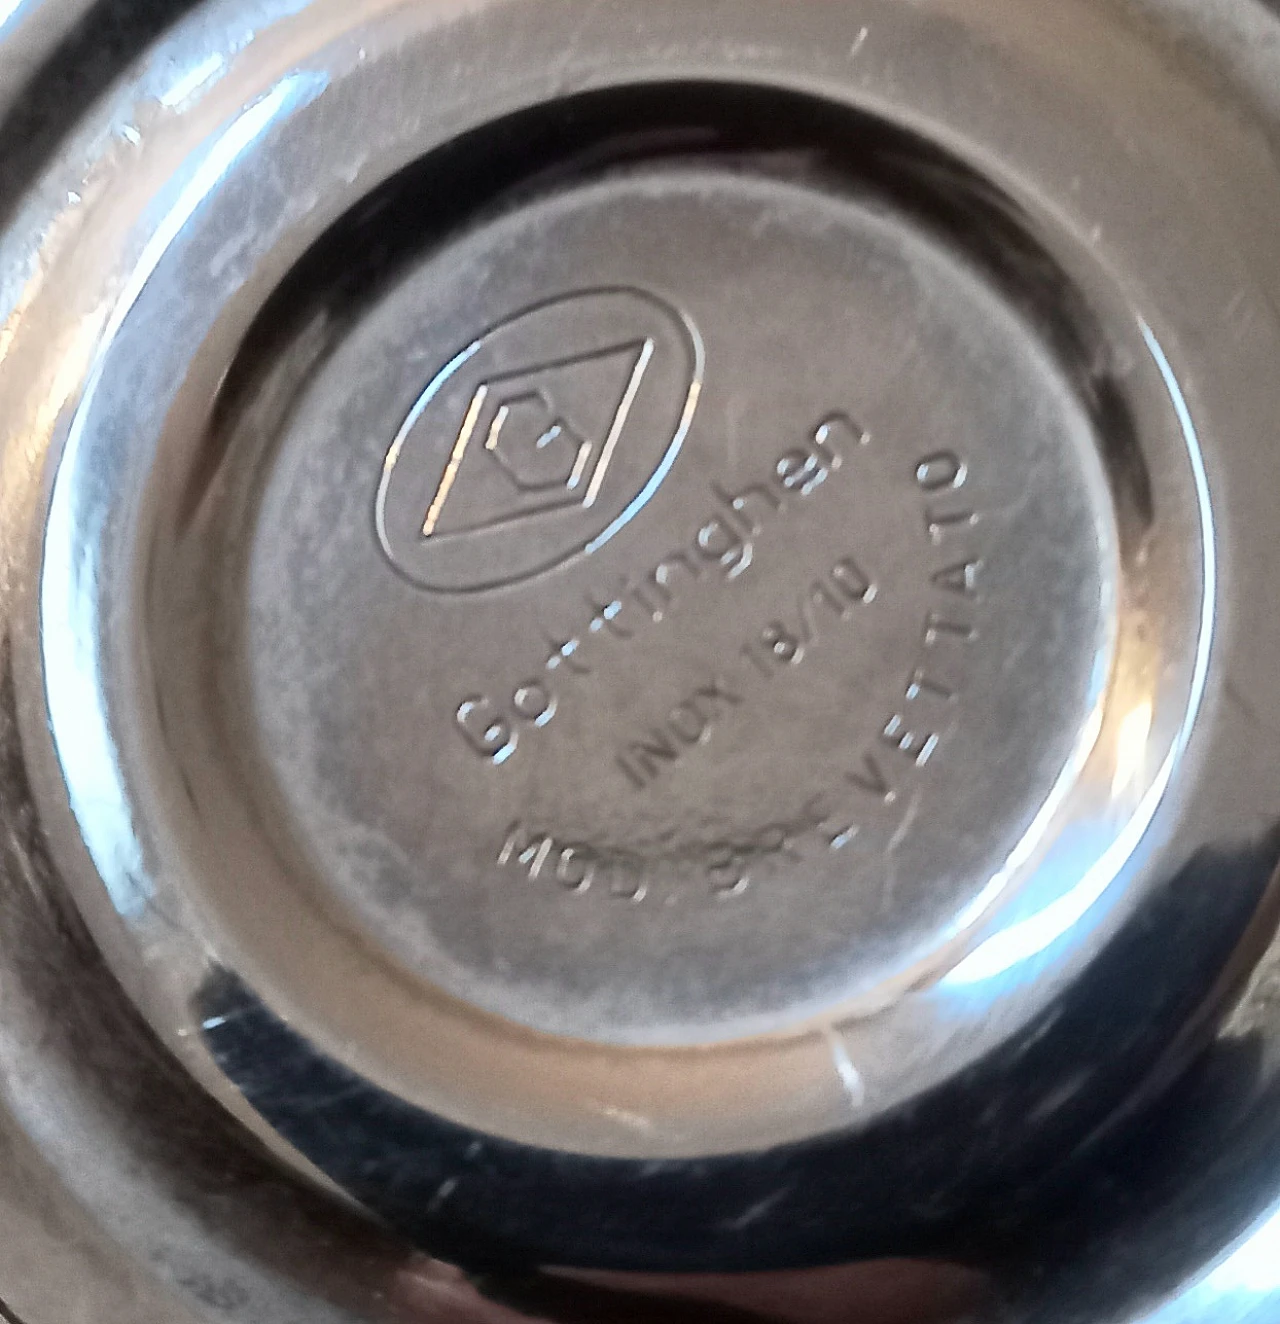 G
Gottinghen
INOX 18/10
MOD. BREVETTATO